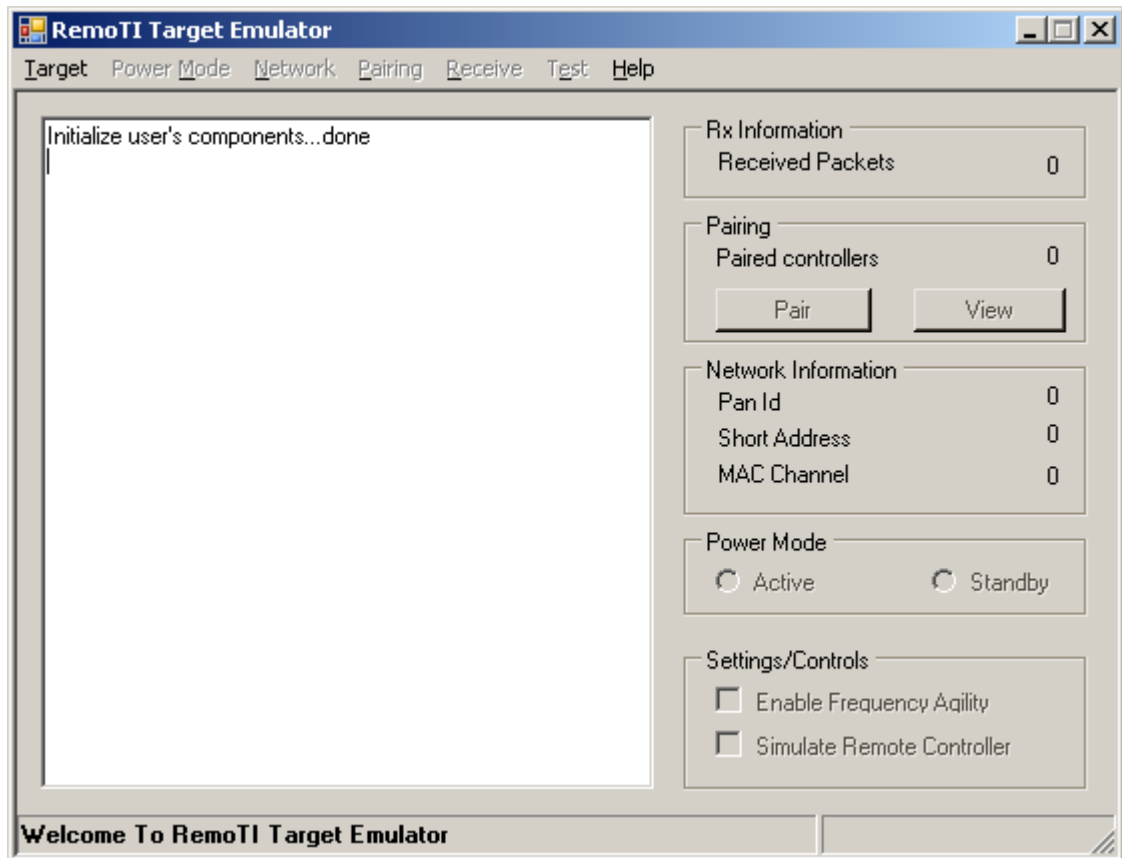 RemoTI Target Emulator
Target Power Mode Network Pairing Receive Test Help
Initialize user's components...done
Rx Information
Received Packets 0
Pairing
Paired controllers 0
Pair View
Network Information
Pan Id 0
Short Address 0
MAC Channel 0
Power Mode
Active Standby
Settings/Controls
Enable Frequency Agility
Simulate Remote Controller
Welcome To RemoTI Target Emulator